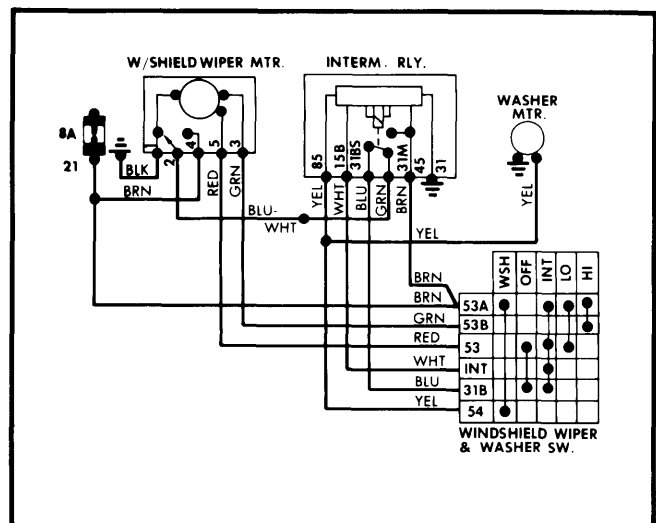 W/SHIELD WIPER MTR.
INTERM. RLY.
WASHER
MTR.
8A
21
1
2
4
5
3
BLK
BRN
RED
GRN
BLU-
WHT
85
15B
31BS
31M
45
31
YEL
WHT
BLU
GRN
BRN
YEL
YEL
BRN
BRN
GRN
RED
WHT
BLU
YEL
WSH
OFF
INT
LO
HI
53A
53B
53
INT
31B
54
WINDSHIELD WIPER
& WASHER SW.